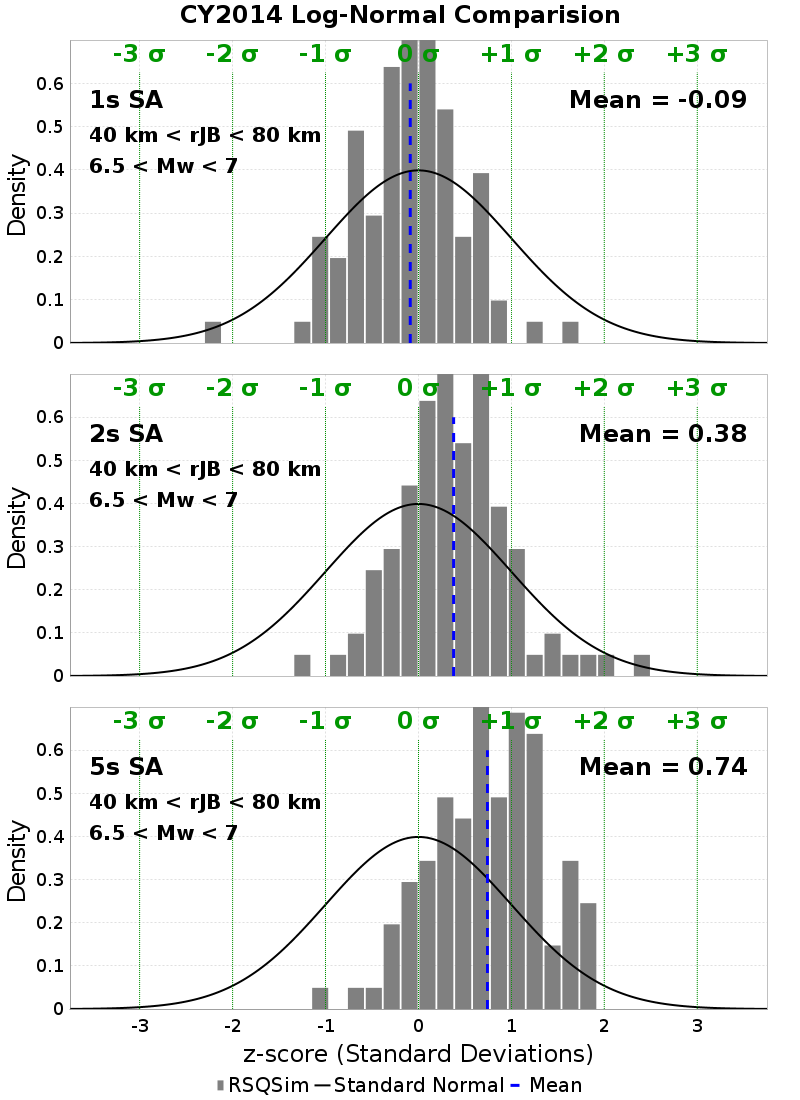 CY2014 Log-Normal Comparision
-3 σ -2 σ -1 σ 0 σ +1 σ +2 σ +3 σ
1s SA
Mean = -0.09
40 km < rJB < 80 km
6.5 < Mw < 7
Density
0.6
0.5
0.4
0.3
0.2
0.1
0
-3 σ -2 σ -1 σ 0 σ +1 σ +2 σ +3 σ
2s SA
Mean = 0.38
40 km < rJB < 80 km
6.5 < Mw < 7
Density
0.6
0.5
0.4
0.3
0.2
0.1
0
-3 σ -2 σ -1 σ 0 σ +1 σ +2 σ +3 σ
5s SA
Mean = 0.74
40 km < rJB < 80 km
6.5 < Mw < 7
Density
0.6
0.5
0.4
0.3
0.2
0.1
0
-3 -2 -1 0 1 2 3
z-score (Standard Deviations)
RSQSim Standard Normal Mean